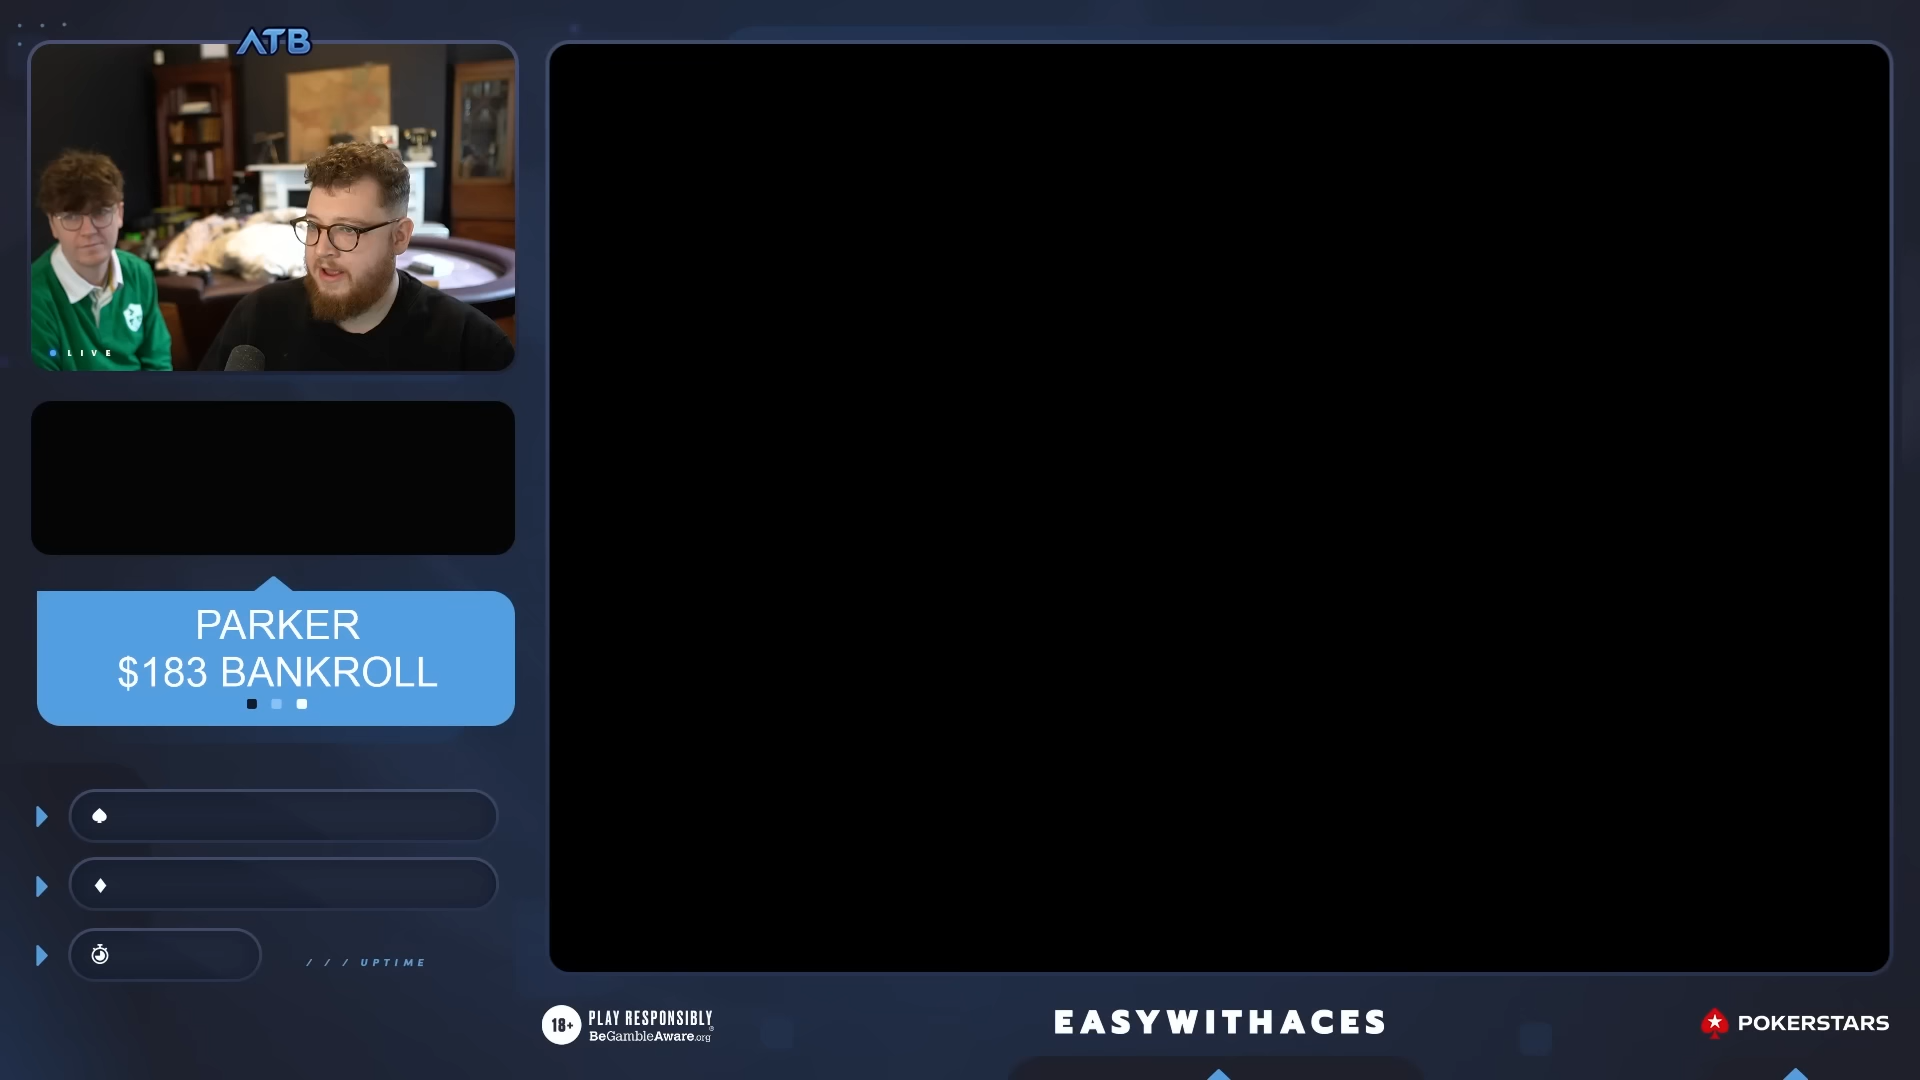 ATB
LIVE
PARKER
$183 BANKROLL
/ / / UPTIME
18+ PLAY RESPONSIBLY
BeGambleAware.org
EASYWITHACES
POKERSTARS